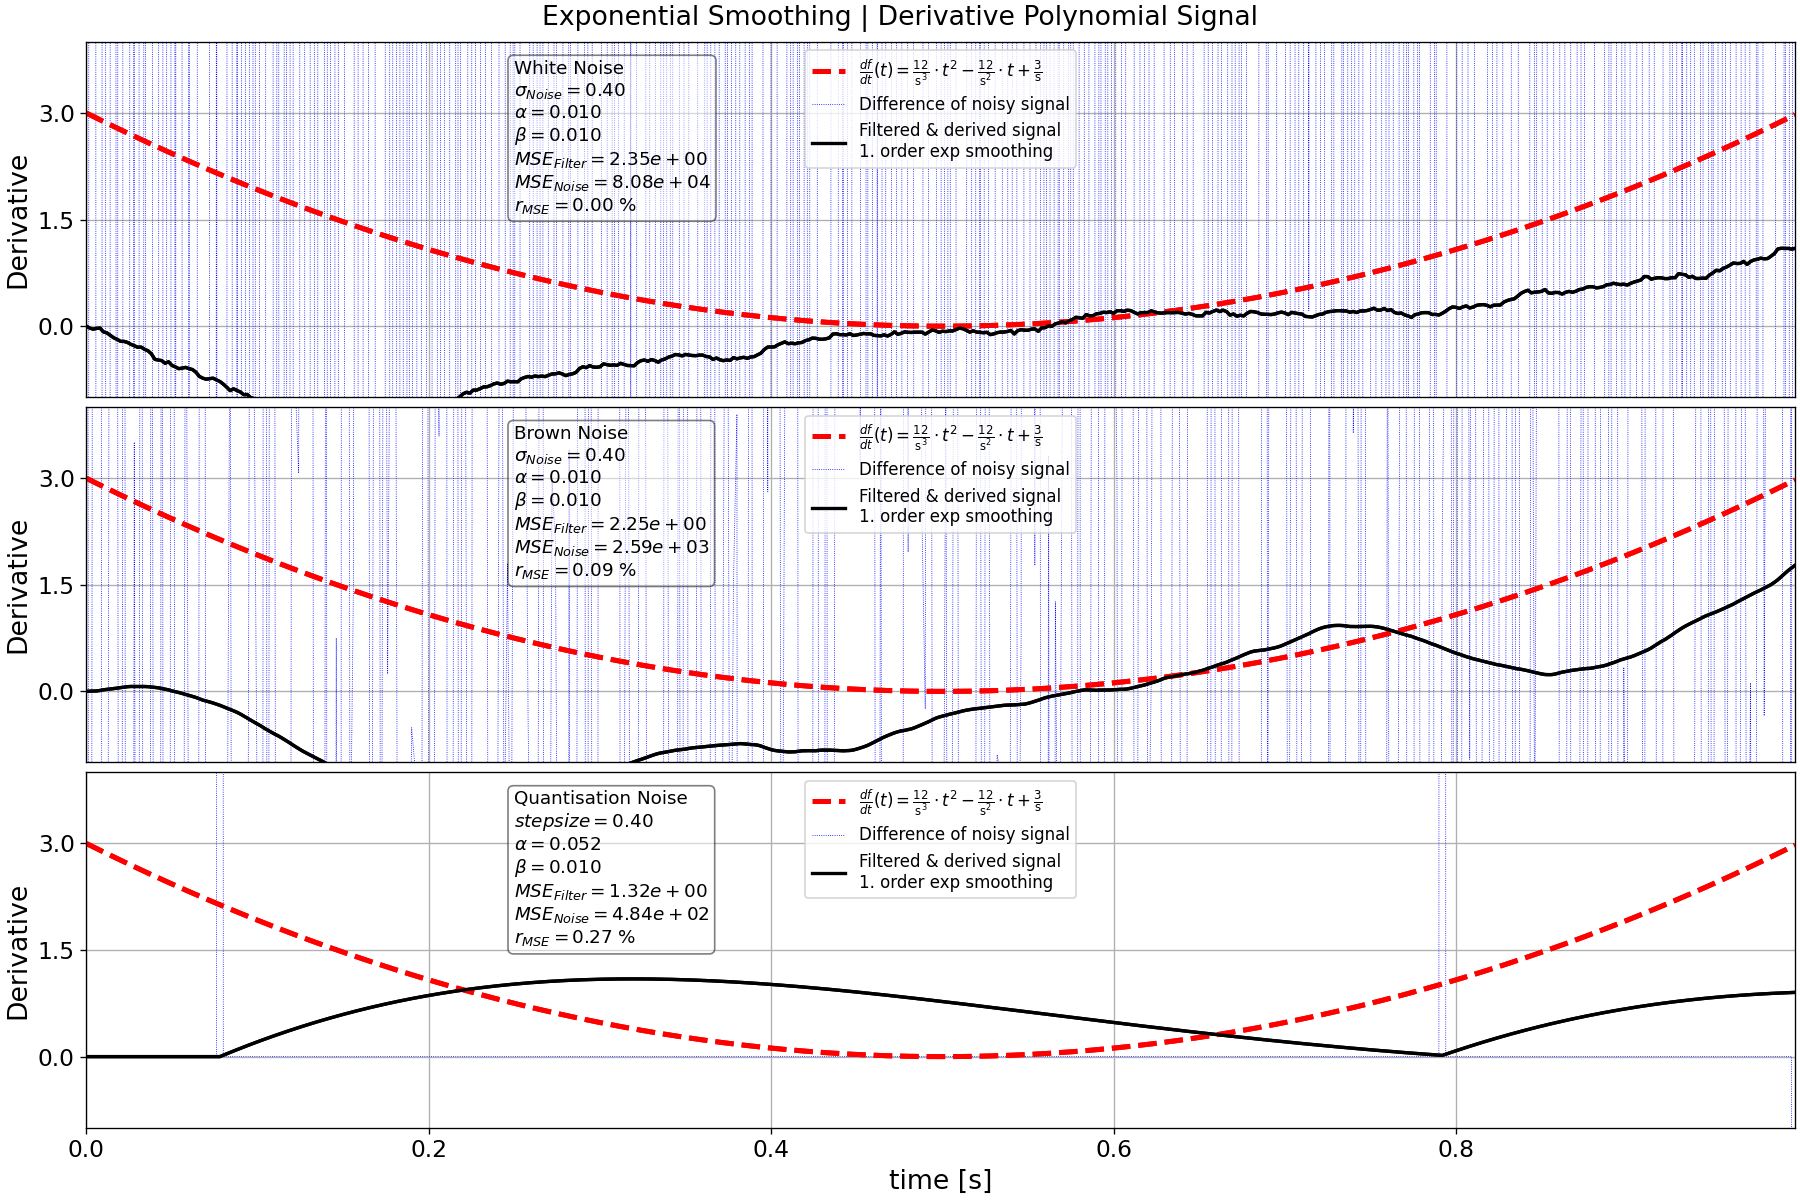 Exponential Smoothing | Derivative Polynomial Signal
Derivative
3.0
1.5
0.0
White Noise
σ_Noise = 0.40
α = 0.010
β = 0.010
MSE_Filter = 2.35e + 00
MSE_Noise = 8.08e + 04
r_MSE = 0.00 %
df/dt (t) = 12/s³ · t² − 12/s² · t + 3/s
Difference of noisy signal
Filtered & derived signal
1. order exp smoothing
Derivative
3.0
1.5
0.0
Brown Noise
σ_Noise = 0.40
α = 0.010
β = 0.010
MSE_Filter = 2.25e + 00
MSE_Noise = 2.59e + 03
r_MSE = 0.09 %
df/dt (t) = 12/s³ · t² − 12/s² · t + 3/s
Difference of noisy signal
Filtered & derived signal
1. order exp smoothing
Derivative
3.0
1.5
0.0
Quantisation Noise
stepsize = 0.40
α = 0.052
β = 0.010
MSE_Filter = 1.32e + 00
MSE_Noise = 4.84e + 02
r_MSE = 0.27 %
df/dt (t) = 12/s³ · t² − 12/s² · t + 3/s
Difference of noisy signal
Filtered & derived signal
1. order exp smoothing
0.0 0.2 0.4 0.6 0.8
time [s]